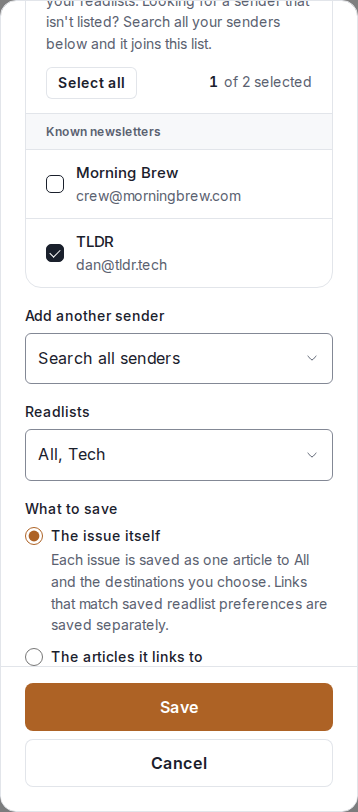 your readlists. Looking for a sender that
isn't listed? Search all your senders
below and it joins this list.
Select all
1 of 2 selected
Known newsletters
Morning Brew
crew@morningbrew.com
TLDR
dan@tldr.tech
Add another sender
Search all senders
Readlists
All, Tech
What to save
The issue itself
Each issue is saved as one article to All
and the destinations you choose. Links
that match saved readlist preferences are
saved separately.
The articles it links to
Save
Cancel